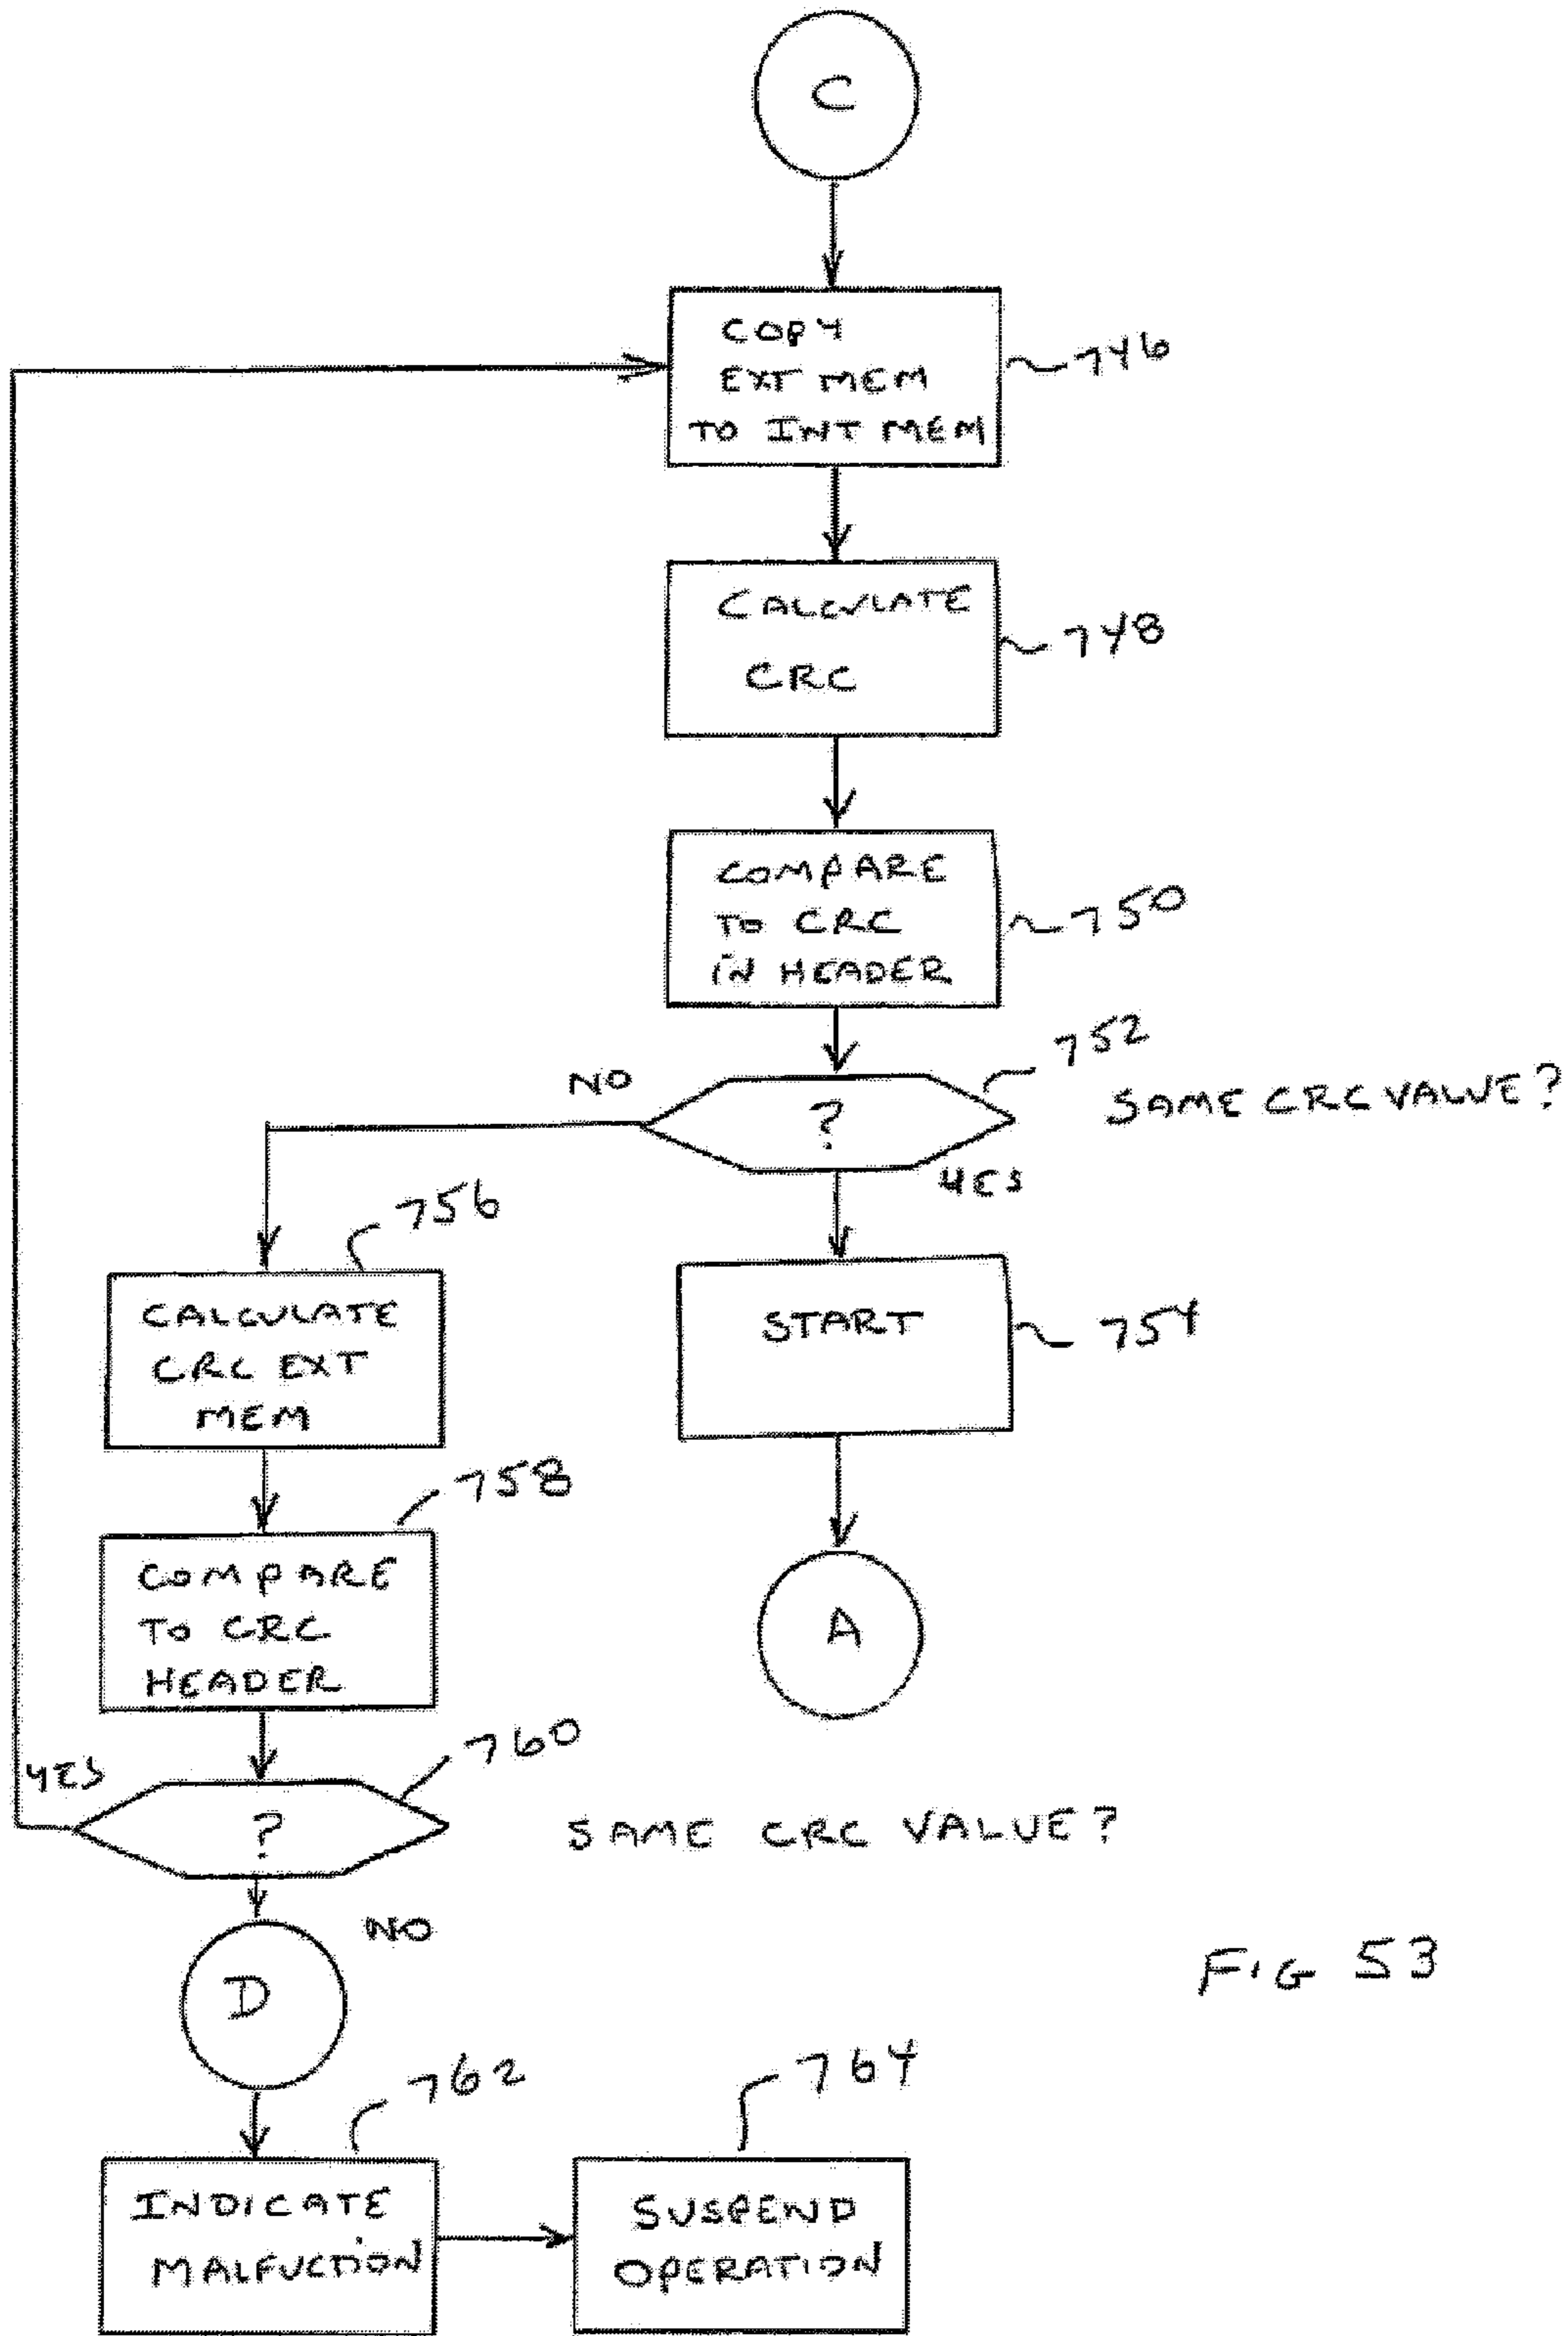 C
COPY
EXT MEM
TO INT MEM
746
CALCULATE
CRC
748
COMPARE
TO CRC
IN HEADER
750
752
NO
?
SAME CRC VALUE?
YES
756
CALCULATE
CRC EXT
MEM
START
754
758
COMPARE
TO CRC
HEADER
A
760
YES
?
SAME CRC VALUE?
NO
D
FIG 53
762
764
INDICATE
MALFUCTION
SUSPEND
OPERATION